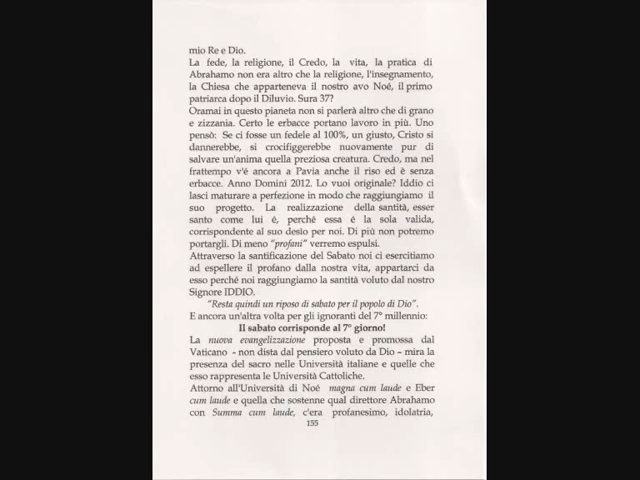 mio Re e Dio.
La fede, la religione, il Credo, la vita, la pratica di
Abrahamo non era altro che la religione, l'insegnamento,
la Chiesa che apparteneva il nostro avo Noé, il primo
patriarca dopo il Diluvio. Sura 37?
Oramai in questo pianeta non si parlerà altro che di grano
e zizzania. Certo le erbacce portano lavoro in più. Uno
pensò: Se ci fosse un fedele al 100%, un giusto, Cristo si
dannerebbe, si crocifiggerebbe nuovamente pur di
salvare un'anima quella preziosa creatura. Credo, ma nel
frattempo v'é ancora a Pavia anche il riso ed è senza
erbacce. Anno Domini 2012. Lo vuoi originale? Iddio ci
lasci maturare a perfezione in modo che raggiungiamo il
suo progetto. La realizzazione della santità, esser
santo come lui é, perché essa é la sola valida,
corrispondente al suo desio per noi. Di più non potremo
portargli. Di meno "profani" verremo espulsi.
Attraverso la santificazione del Sabato noi ci esercitiamo
ad espellere il profano dalla nostra vita, appartarci da
esso perché noi raggiungiamo la santità voluto dal nostro
Signore IDDIO.
"Resta quindi un riposo di sabato per il popolo di Dio".
E ancora un'altra volta per gli ignoranti del 7° millennio:
Il sabato corrisponde al 7° giorno!
La nuova evangelizzazione proposta e promossa dal
Vaticano - non dista dal pensiero voluto da Dio – mira la
presenza del sacro nelle Università italiane e quelle che
esso rappresenta le Università Cattoliche.
Attorno all'Università di Noé magna cum laude e Eber
cum laude e quella che sostenne qual direttore Abrahamo
con Summa cum laude, c'era profanesimo, idolatria,
155